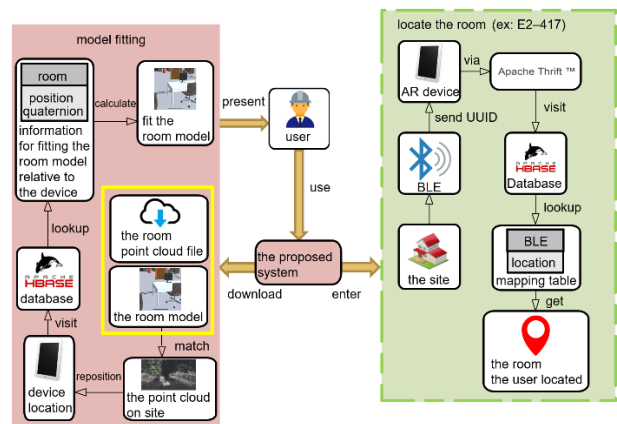 model fitting
room
position
quaternion
information
for fitting the
room model
relative to
the device
calculate
fit the
room model
present
user
use
lookup
APACHE
HBASE
database
visit
device
location
reposition
the room
point cloud file
the room model
match
the point cloud
on site
the proposed
system
download
enter
locate the room (ex: E2–417)
AR device
via
Apache Thrift ™
send UUID
visit
BLE
APACHE
HBASE
Database
lookup
the site
BLE
location
mapping table
get
the room
the user located